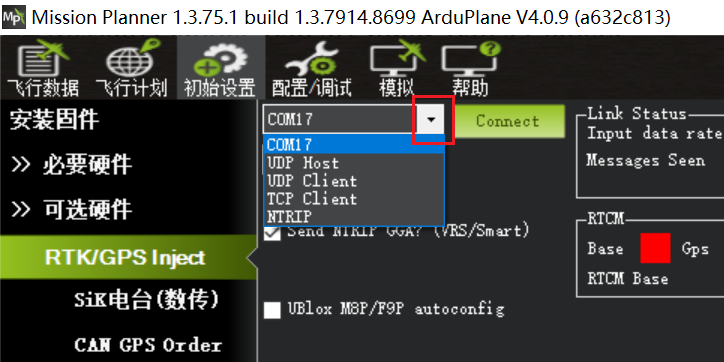 Mission Planner 1.3.75.1 build 1.3.7914.8699 ArduPlane V4.0.9 (a632c813)
飞行数据 飞行计划 初始设置 配置/调试 模拟 帮助
安装固件
>> 必要硬件
>> 可选硬件
RTK/GPS Inject
SiK电台(数传)
CAN GPS Order
COM17
Connect
COM17
UDP Host
UDP Client
TCP Client
NTRIP
Send NTRIP GGA? (VRS/Smart)
UBlox M8P/F9P autoconfig
Link Status
Input data rate
Messages Seen
RTCM
Base Gps
RTCM Base